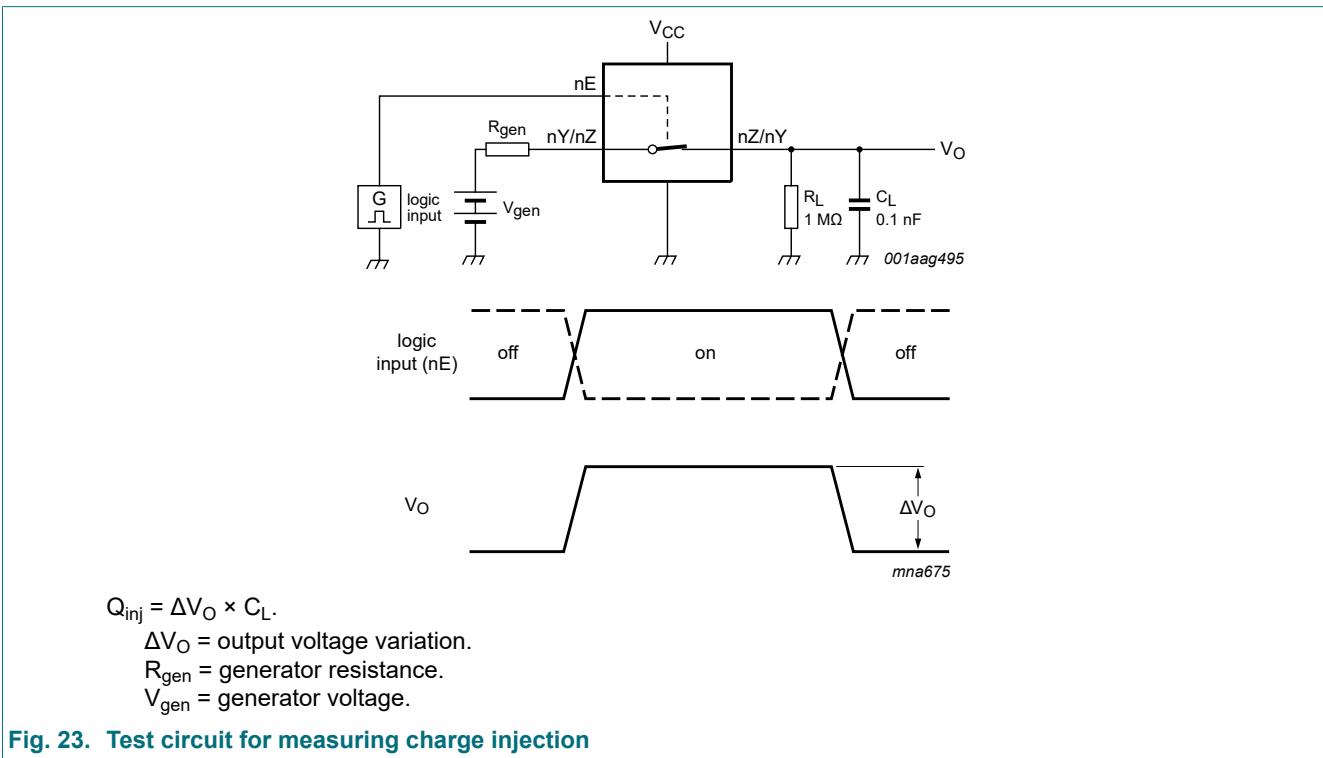 VCC
nE
Rgen
nY/nZ
nZ/nY
VO
G
logic
input
Vgen
RL
1 MΩ
CL
0.1 nF
001aag495
logic
input (nE)
off
on
off
VO
ΔVO
mna675
Qinj = ΔVO × CL.
ΔVO = output voltage variation.
Rgen = generator resistance.
Vgen = generator voltage.
Fig. 23. Test circuit for measuring charge injection